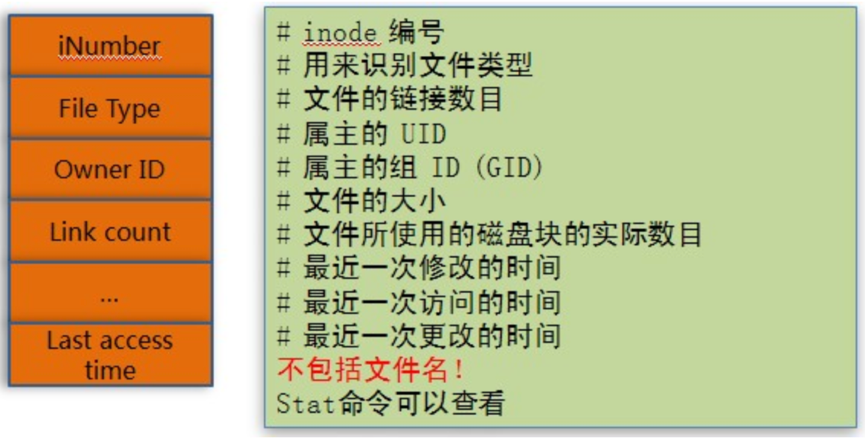 iNumber
File Type
Owner ID
Link count
...
Last access
time
# inode 编号
# 用来识别文件类型
# 文件的链接数目
# 属主的 UID
# 属主的组 ID (GID)
# 文件的大小
# 文件所使用的磁盘块的实际数目
# 最近一次修改的时间
# 最近一次访问的时间
# 最近一次更改的时间
不包括文件名!
Stat命令可以查看